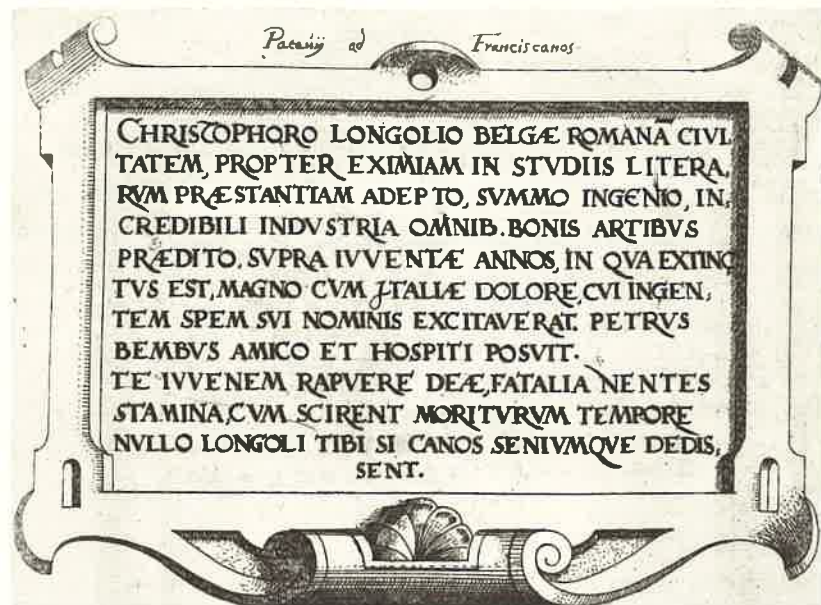 Patavij ad Franciscanos
CHRISTOPHORO LONGOLIO BELGÆ ROMANĀ CIVI
TATEM, PROPTER EXIMIAM IN STVDIIS LITERA,
RVM PRÆSTANTIAM ADEPTO, SVMMO INGENIO, IN,
CREDIBILI INDVSTRIA OMNIB. BONIS ARTIBVS
PRÆDITO, SVPRA IVVENTÆ ANNOS, IN QVA EXTINC
TVS EST, MAGNO CVM ITALIÆ DOLORE, CVI INGEN,
TEM SPEM SVI NOMINIS EXCITAVERAT. PETRVS
BEMBVS AMICO ET HOSPITI POSVIT.
TE IVVENEM RAPVERE DEÆ, FATALIA NENTES
STAMINA, CVM SCIRENT MORITVRVM TEMPORE
NVLLO LONGOLI TIBI SI CANOS SENIVMQVE DEDIS,
SENT.